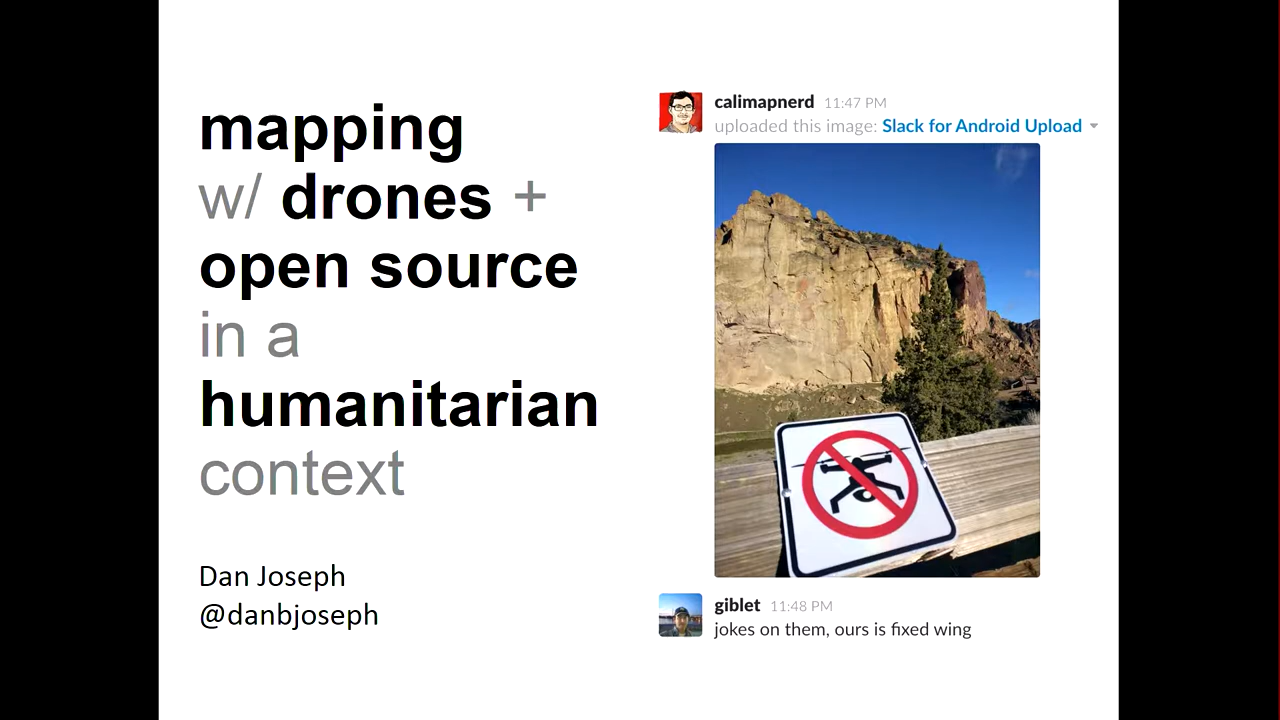 mapping
w/ drones +
open source
in a
humanitarian
context
Dan Joseph
@danbjoseph
calimapnerd 11:47 PM
uploaded this image: Slack for Android Upload
giblet 11:48 PM
jokes on them, ours is fixed wing